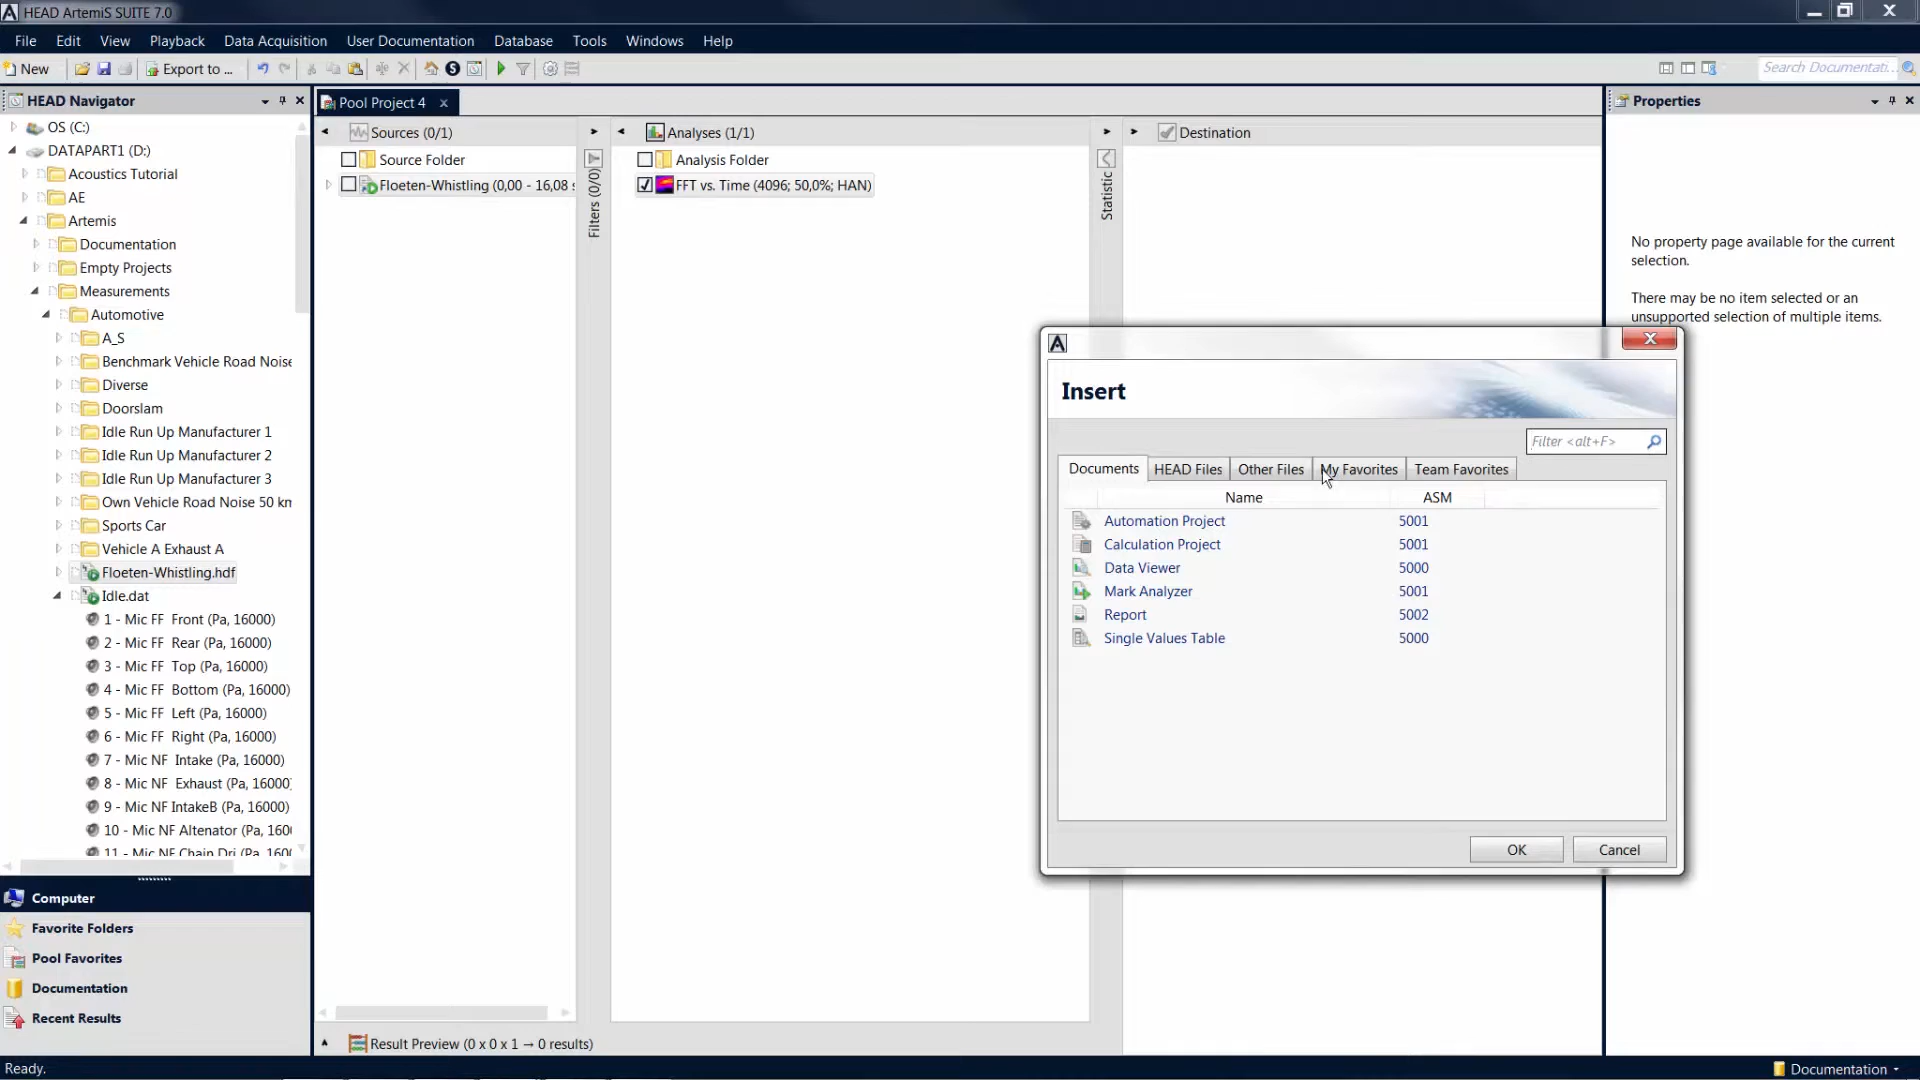 HEAD ArtemiS SUITE 7.0
File Edit View Playback Data Acquisition User Documentation Database Tools Windows Help
New Export to ... Search Documentati...
HEAD Navigator
OS (C:)
DATAPART1 (D:)
Acoustics Tutorial
AE
Artemis
Documentation
Empty Projects
Measurements
Automotive
A_S
Benchmark Vehicle Road Noise
Diverse
Doorslam
Idle Run Up Manufacturer 1
Idle Run Up Manufacturer 2
Idle Run Up Manufacturer 3
Own Vehicle Road Noise 50 km
Sports Car
Vehicle A Exhaust A
Floeten-Whistling.hdf
Idle.dat
1 - Mic FF Front (Pa, 16000)
2 - Mic FF Rear (Pa, 16000)
3 - Mic FF Top (Pa, 16000)
4 - Mic FF Bottom (Pa, 16000)
5 - Mic FF Left (Pa, 16000)
6 - Mic FF Right (Pa, 16000)
7 - Mic NF Intake (Pa, 16000)
8 - Mic NF Exhaust (Pa, 16000)
9 - Mic NF IntakeB (Pa, 16000)
10 - Mic NF Altenator (Pa, 160
11 - Mic NF Chain Dri (Pa, 160
Computer
Favorite Folders
Pool Favorites
Documentation
Recent Results
Pool Project 4
Sources (0/1)
Source Folder
Floeten-Whistling (0,00 - 16,08 s
Filters (0/0)
Analyses (1/1)
Analysis Folder
FFT vs. Time (4096; 50,0%; HAN)
Statistic
Destination
Result Preview (0 x 0 x 1 → 0 results)
Properties
No property page available for the current
selection.
There may be no item selected or an
unsupported selection of multiple items.
Insert
Filter <alt+F>
Documents HEAD Files Other Files My Favorites Team Favorites
Name ASM
Automation Project 5001
Calculation Project 5001
Data Viewer 5000
Mark Analyzer 5001
Report 5002
Single Values Table 5000
OK Cancel
Ready. Documentation